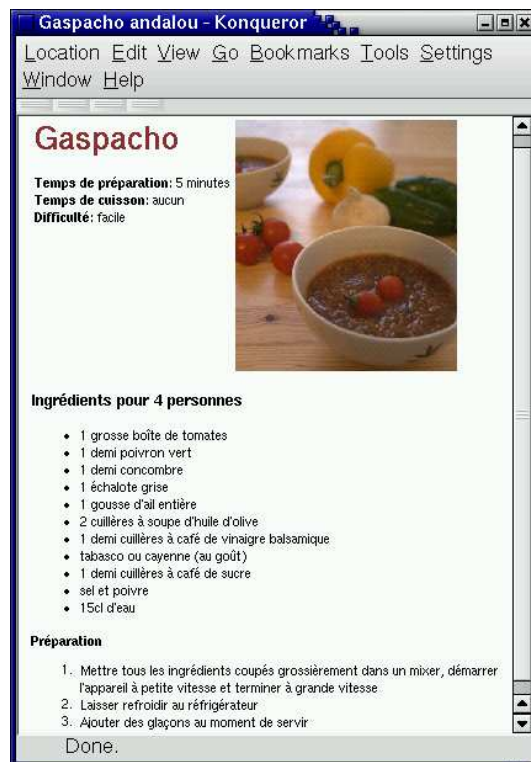 Gaspacho andalou - Konqueror
Location Edit View Go Bookmarks Tools Settings
Window Help
Gaspacho
Temps de préparation: 5 minutes
Temps de cuisson: aucun
Difficulté: facile
Ingrédients pour 4 personnes
• 1 grosse boîte de tomates
• 1 demi poivron vert
• 1 demi concombre
• 1 échalote grise
• 1 gousse d'ail entière
• 2 cuillères à soupe d'huile d'olive
• 1 demi cuillères à café de vinaigre balsamique
• tabasco ou cayenne (au goût)
• 1 demi cuillères à café de sucre
• sel et poivre
• 15cl d'eau
Préparation
1. Mettre tous les ingrédients coupés grossièrement dans un mixer, démarrer
l'appareil à petite vitesse et terminer à grande vitesse
2. Laisser refroidir au réfrigérateur
3. Ajouter des glaçons au moment de servir
Done.